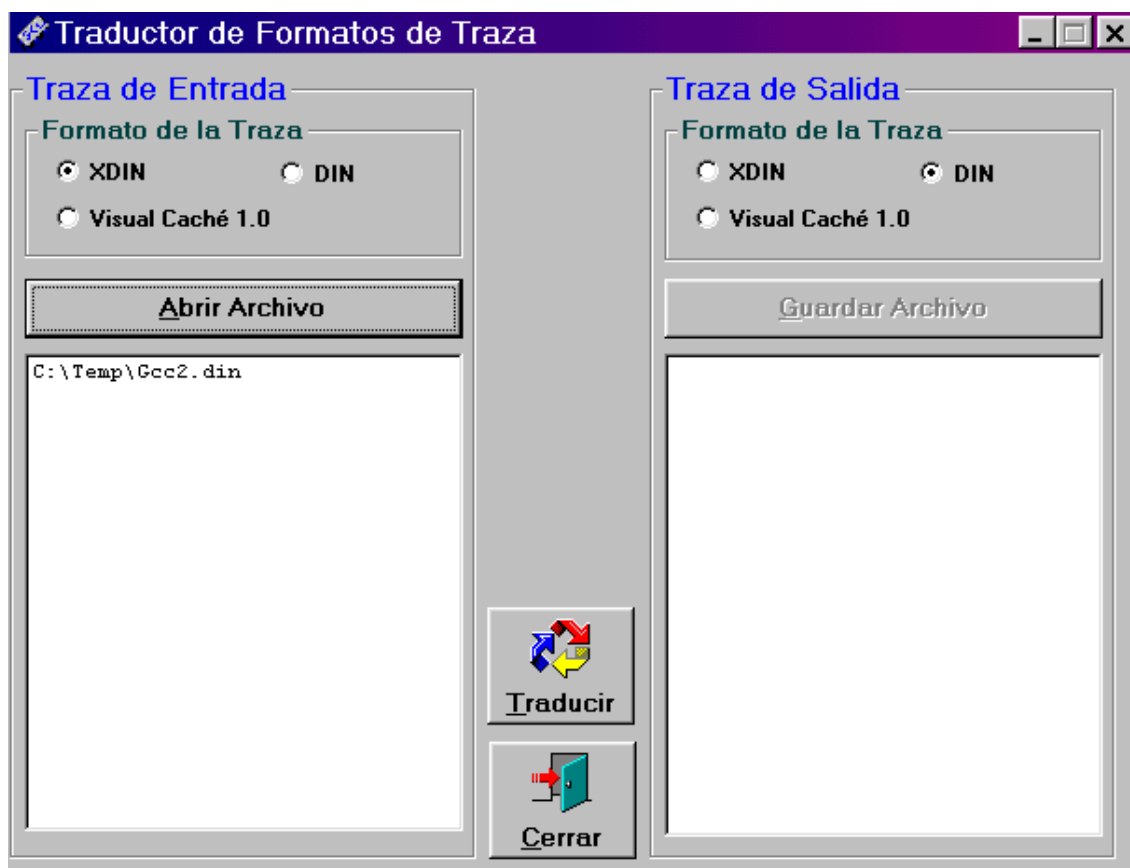 Traductor de Formatos de Traza
Traza de Entrada
Formato de la Traza
XDIN
DIN
Visual Caché 1.0
Abrir Archivo
C:\Temp\Gcc2.din
Traducir
Cerrar
Traza de Salida
Formato de la Traza
XDIN
DIN
Visual Caché 1.0
Guardar Archivo